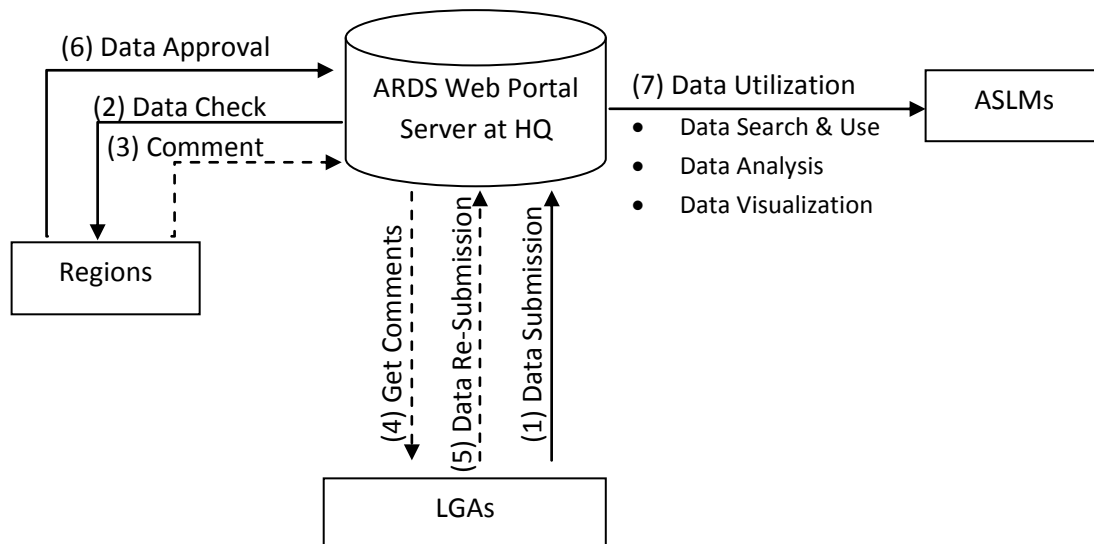 (6) Data Approval
(2) Data Check
(3) Comment
ARDS Web Portal
Server at HQ
(7) Data Utilization
• Data Search & Use
• Data Analysis
• Data Visualization
ASLMs
Regions
(4) Get Comments
(5) Data Re-Submission
(1) Data Submission
LGAs